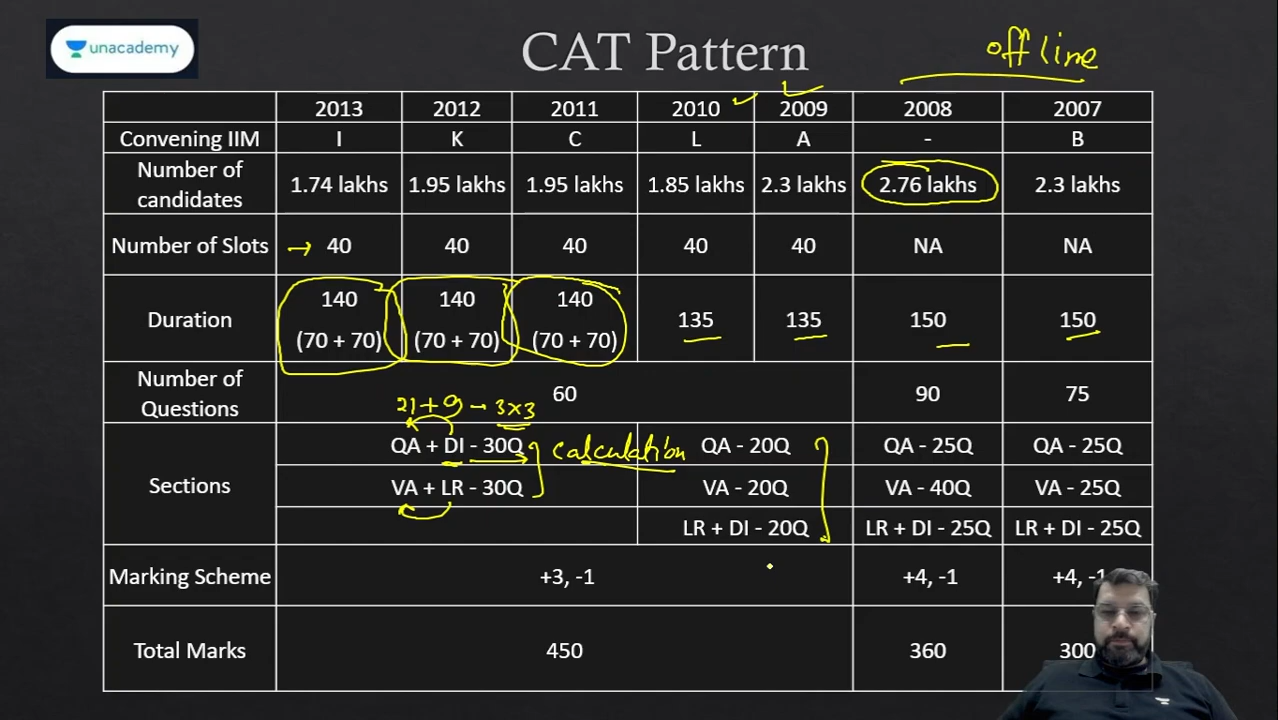 unacademy
CAT Pattern
offline
2013 2012 2011 2010 2009 2008 2007
Convening IIM I K C L A - B
Number of candidates 1.74 lakhs 1.95 lakhs 1.95 lakhs 1.85 lakhs 2.3 lakhs 2.76 lakhs 2.3 lakhs
Number of Slots 40 40 40 40 40 NA NA
Duration 140 (70 + 70) 140 (70 + 70) 140 (70 + 70) 135 135 150 150
Number of Questions 60 90 75
21+9 → 3x3
Sections QA + DI - 30Q calculation QA - 20Q QA - 25Q QA - 25Q
VA + LR - 30Q VA - 20Q VA - 40Q VA - 25Q
LR + DI - 20Q LR + DI - 25Q LR + DI - 25Q
Marking Scheme +3, -1 +4, -1 +4, -1
Total Marks 450 360 300